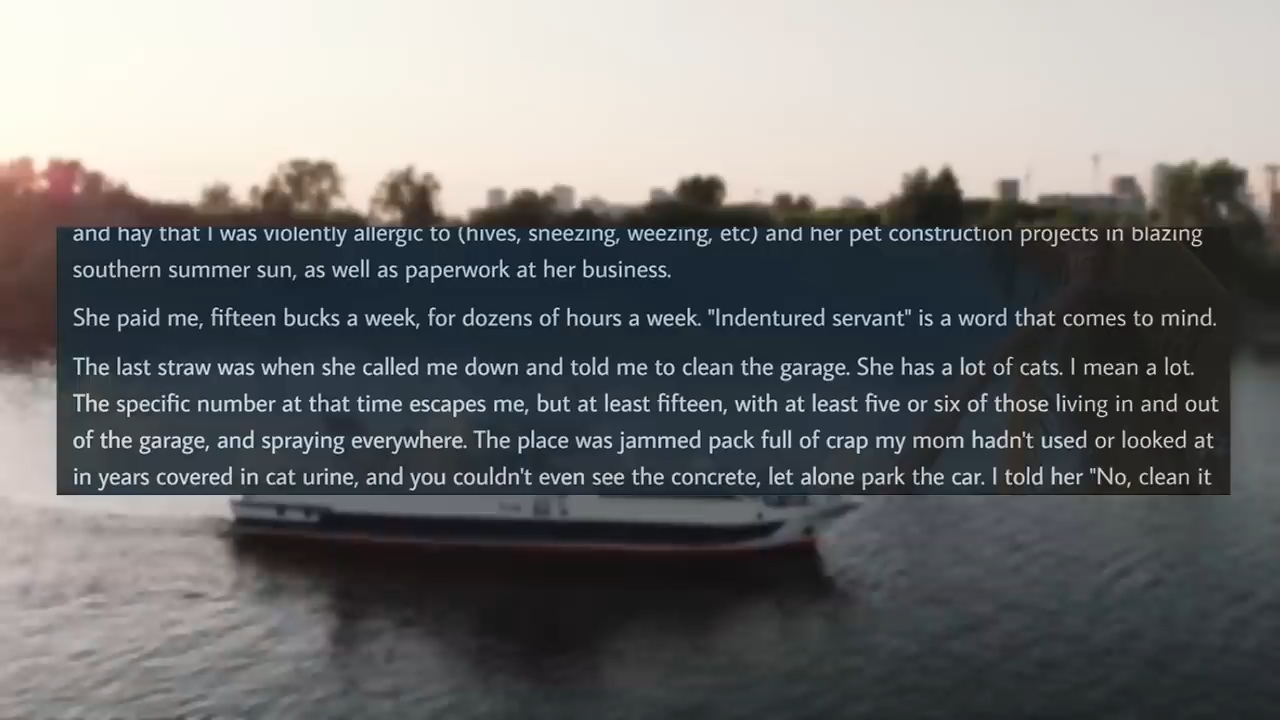 and hay that I was violently allergic to (hives, sneezing, weezing, etc) and her pet construction projects in blazing
southern summer sun, as well as paperwork at her business.
She paid me, fifteen bucks a week, for dozens of hours a week. "Indentured servant" is a word that comes to mind.
The last straw was when she called me down and told me to clean the garage. She has a lot of cats. I mean a lot.
The specific number at that time escapes me, but at least fifteen, with at least five or six of those living in and out
of the garage, and spraying everywhere. The place was jammed pack full of crap my mom hadn't used or looked at
in years covered in cat urine, and you couldn't even see the concrete, let alone park the car. I told her "No, clean it